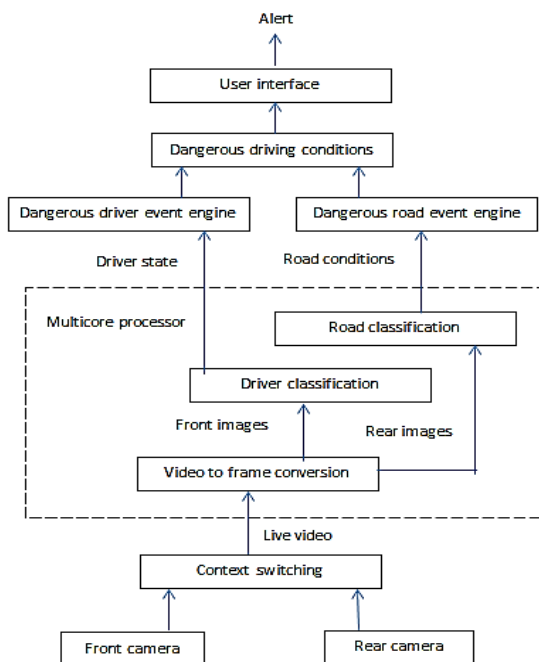 Alert
User interface
Dangerous driving conditions
Dangerous driver event engine
Dangerous road event engine
Driver state
Road conditions
Multicore processor
Road classification
Driver classification
Front images
Rear images
Video to frame conversion
Live video
Context switching
Front camera
Rear camera